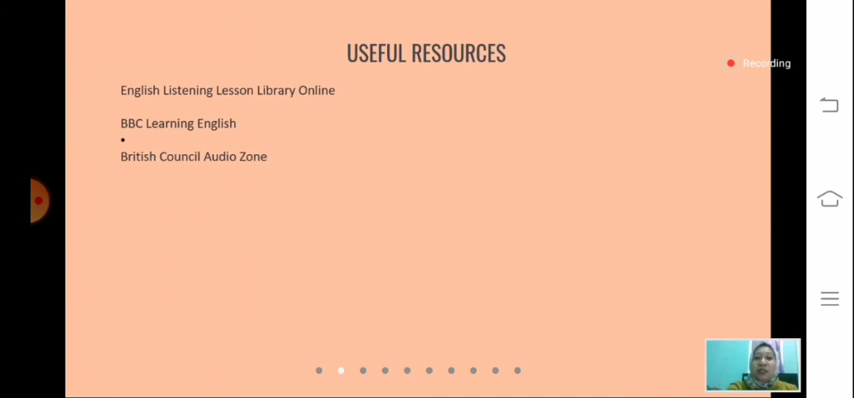 USEFUL RESOURCES
Recording
English Listening Lesson Library Online
BBC Learning English
•
British Council Audio Zone